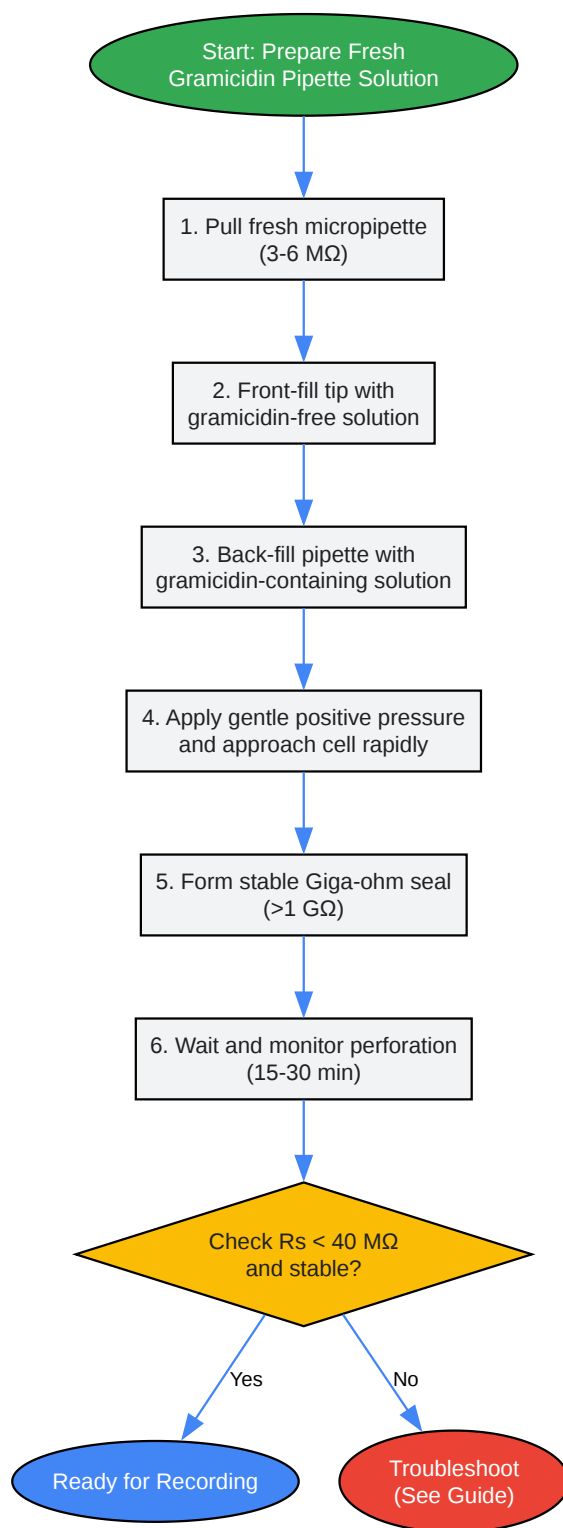 Start: Prepare Fresh
Gramicidin Pipette Solution
1. Pull fresh micropipette
(3-6 MΩ)
2. Front-fill tip with
gramicidin-free solution
3. Back-fill pipette with
gramicidin-containing solution
4. Apply gentle positive pressure
and approach cell rapidly
5. Form stable Giga-ohm seal
(>1 GΩ)
6. Wait and monitor perforation
(15-30 min)
Check Rs < 40 MΩ
and stable?
Yes
No
Ready for Recording
Troubleshoot
(See Guide)